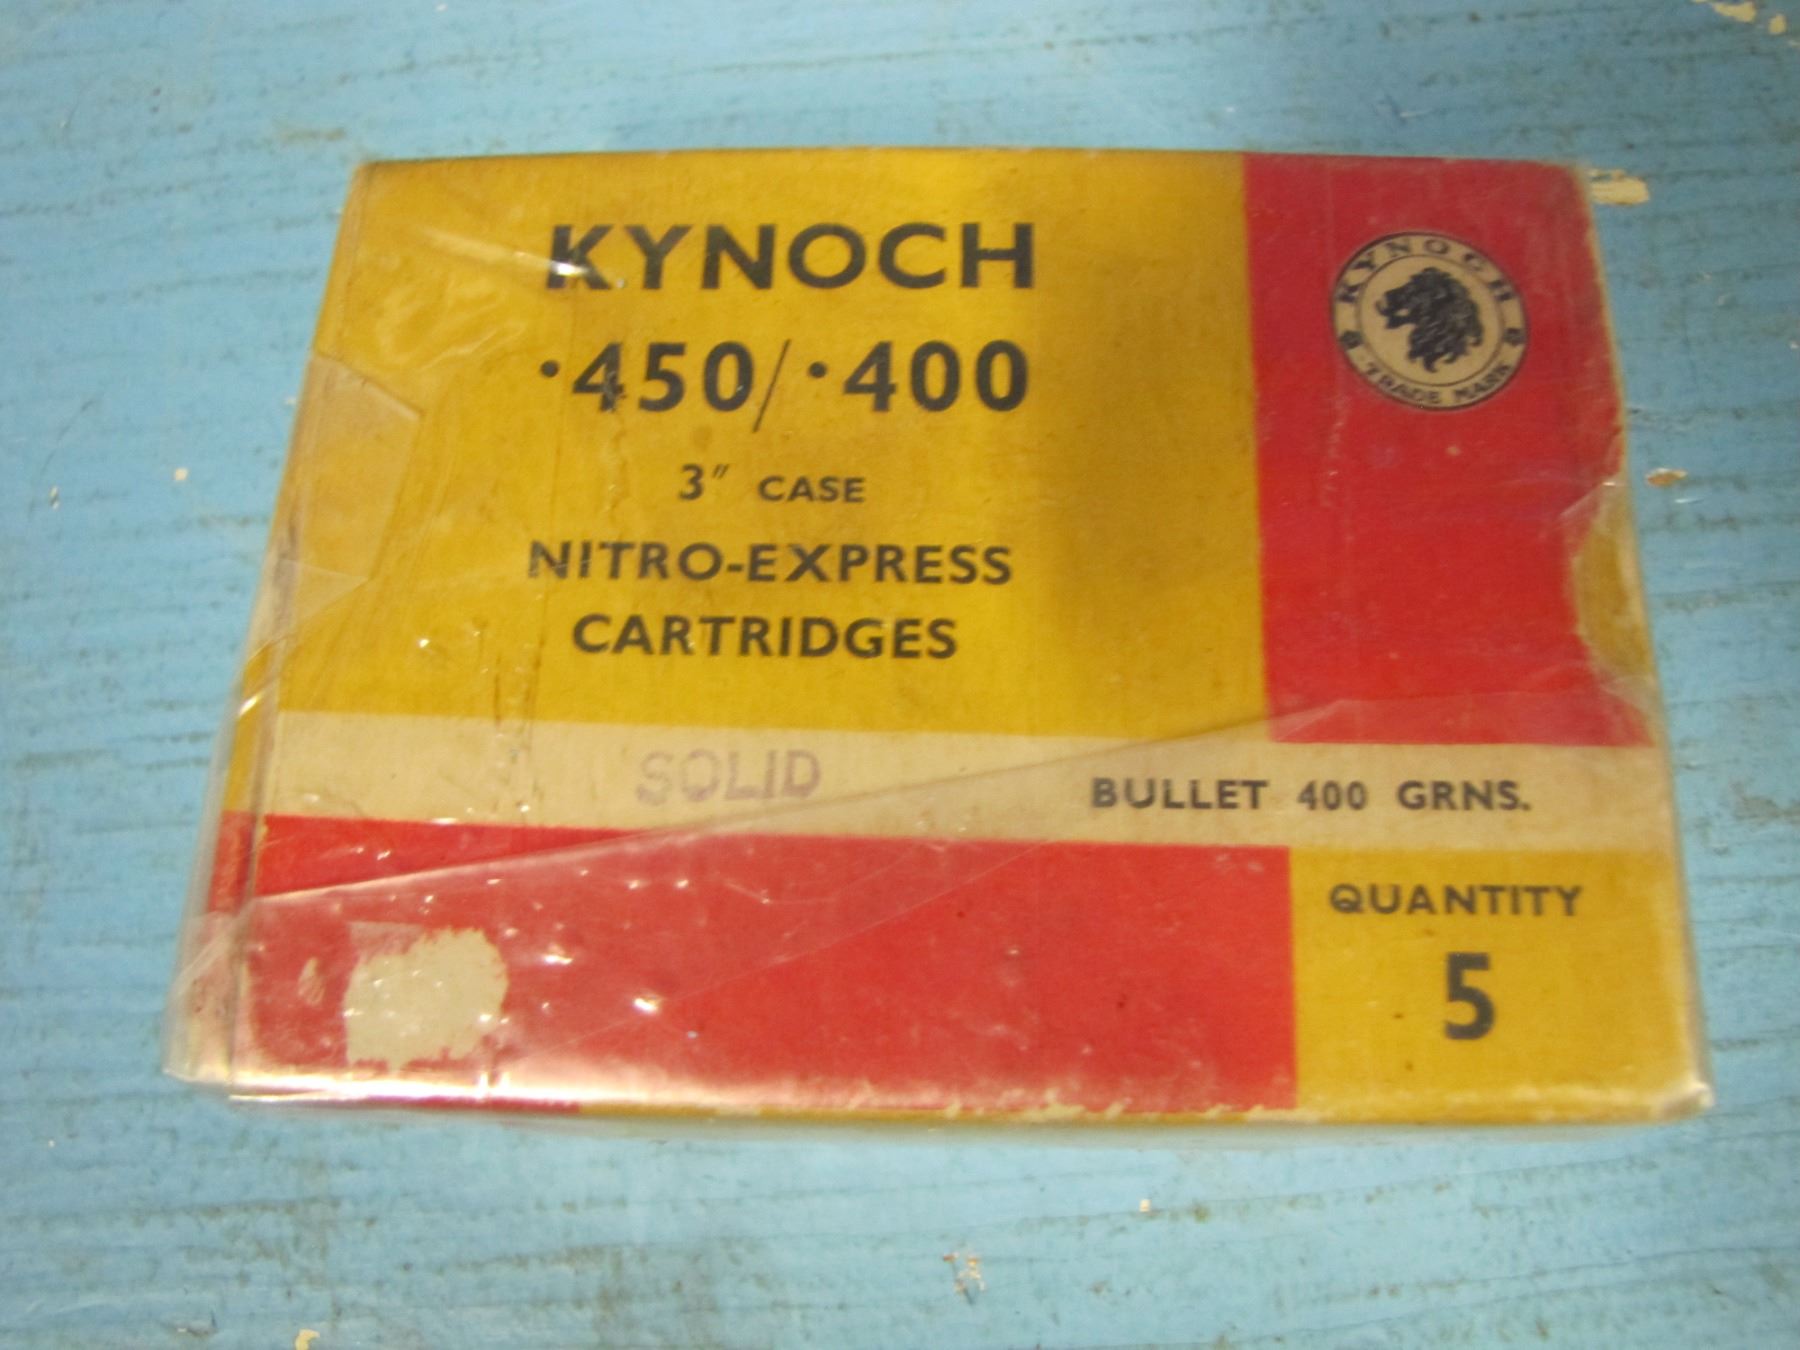 KYNOCH
·450/·400
3" CASE
NITRO-EXPRESS
CARTRIDGES
KYNOCH
TRADE MARK
SOLID
BULLET 400 GRNS.
QUANTITY
5